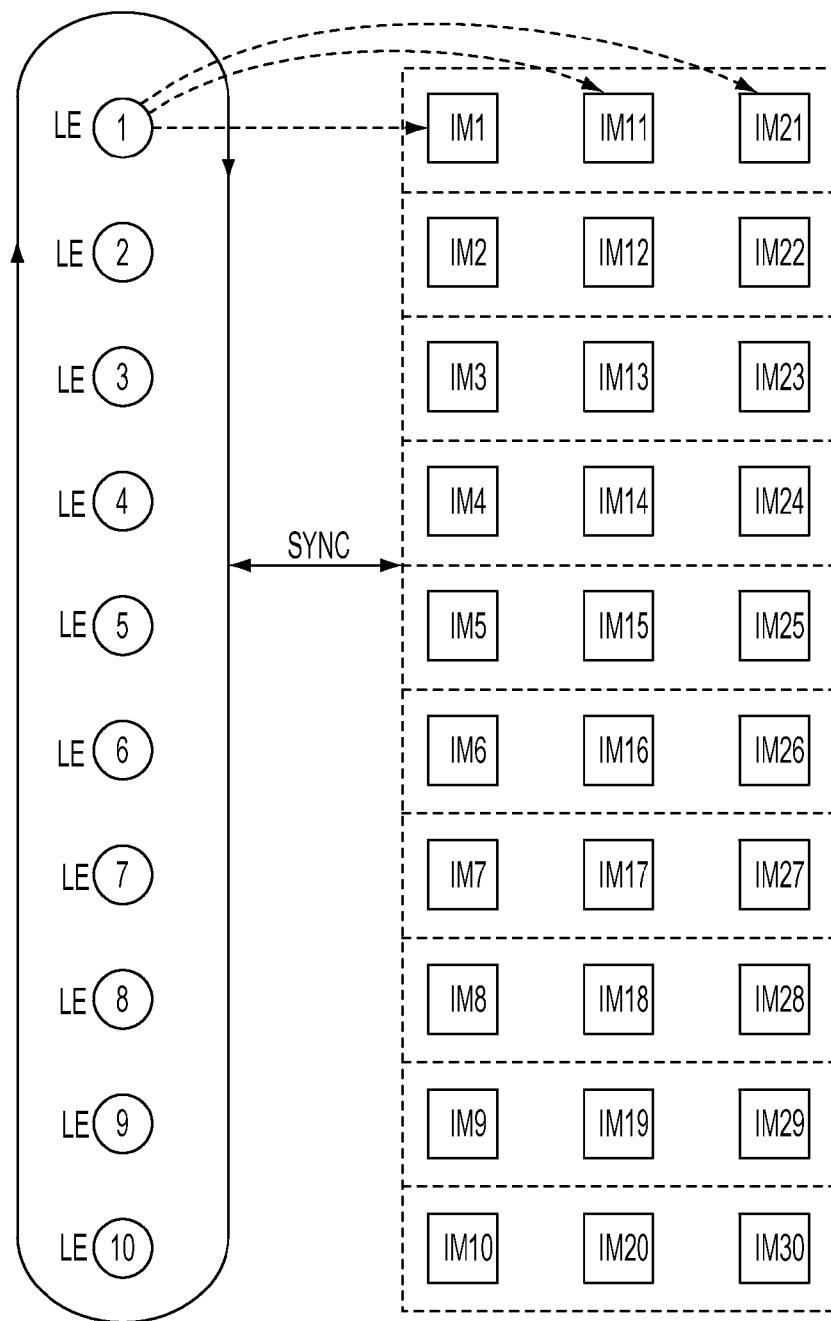 LE 1 IM1 IM11 IM21
LE 2 IM2 IM12 IM22
LE 3 IM3 IM13 IM23
LE 4 IM4 IM14 IM24
SYNC
LE 5 IM5 IM15 IM25
LE 6 IM6 IM16 IM26
LE 7 IM7 IM17 IM27
LE 8 IM8 IM18 IM28
LE 9 IM9 IM19 IM29
LE 10 IM10 IM20 IM30